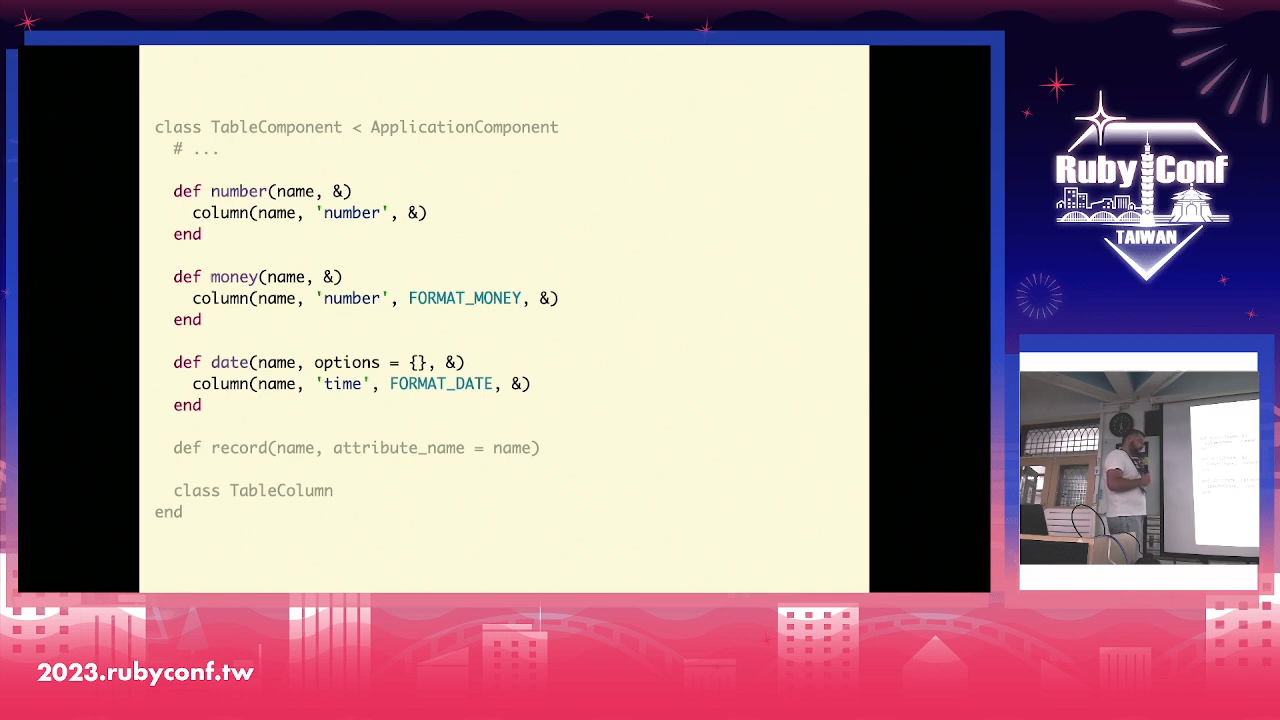 class TableComponent < ApplicationComponent
# ...
def number(name, &)
column(name, 'number', &)
end
def money(name, &)
column(name, 'number', FORMAT_MONEY, &)
end
def date(name, options = {}, &)
column(name, 'time', FORMAT_DATE, &)
end
def record(name, attribute_name = name)
class TableColumn
end
RubyConf
TAIWAN
2023.rubyconf.tw